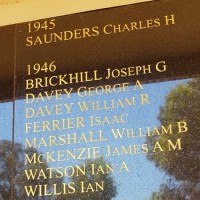 1945
SAUNDERS CHARLES H
1946
BRICKHILL JOSEPH G
DAVEY GEORGE A
DAVEY WILLIAM R
FERRIER ISAAC
MARSHALL WILLIAM B
MCKENZIE JAMES A M
WATSON IAN A
WILLIS IAN